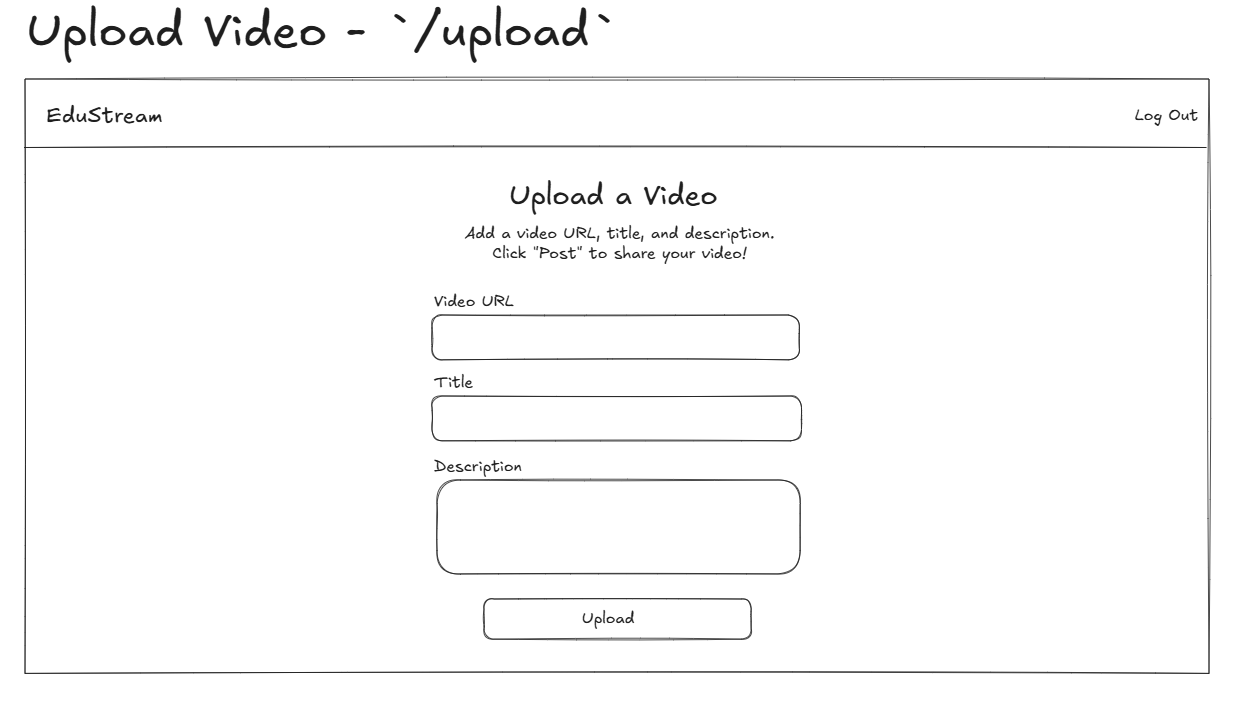 Upload Video - `/upload`
EduStream
Log Out
Upload a Video
Add a video URL, title, and description.
Click "Post" to share your video!
Video URL
Title
Description
Upload